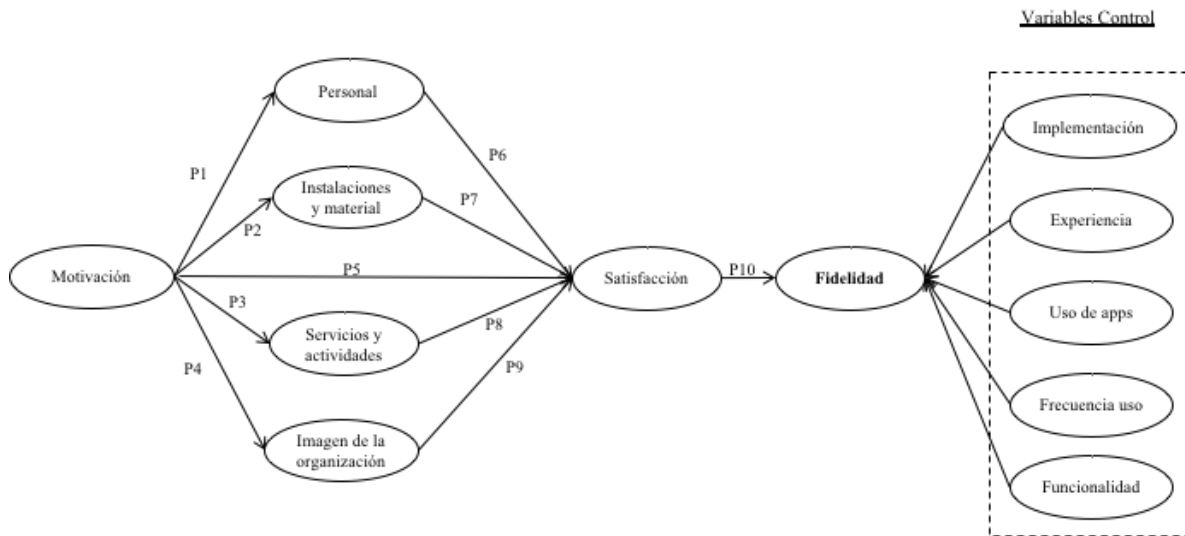 Variables Control
Personal
Implementación
P6
P1
Instalaciones
y material
P7
Experiencia
P2
Motivación
P5
Satisfacción
P10
Fidelidad
P3
Servicios y
actividades
P8
Uso de apps
P4
P9
Frecuencia uso
Imagen de la
organización
Funcionalidad